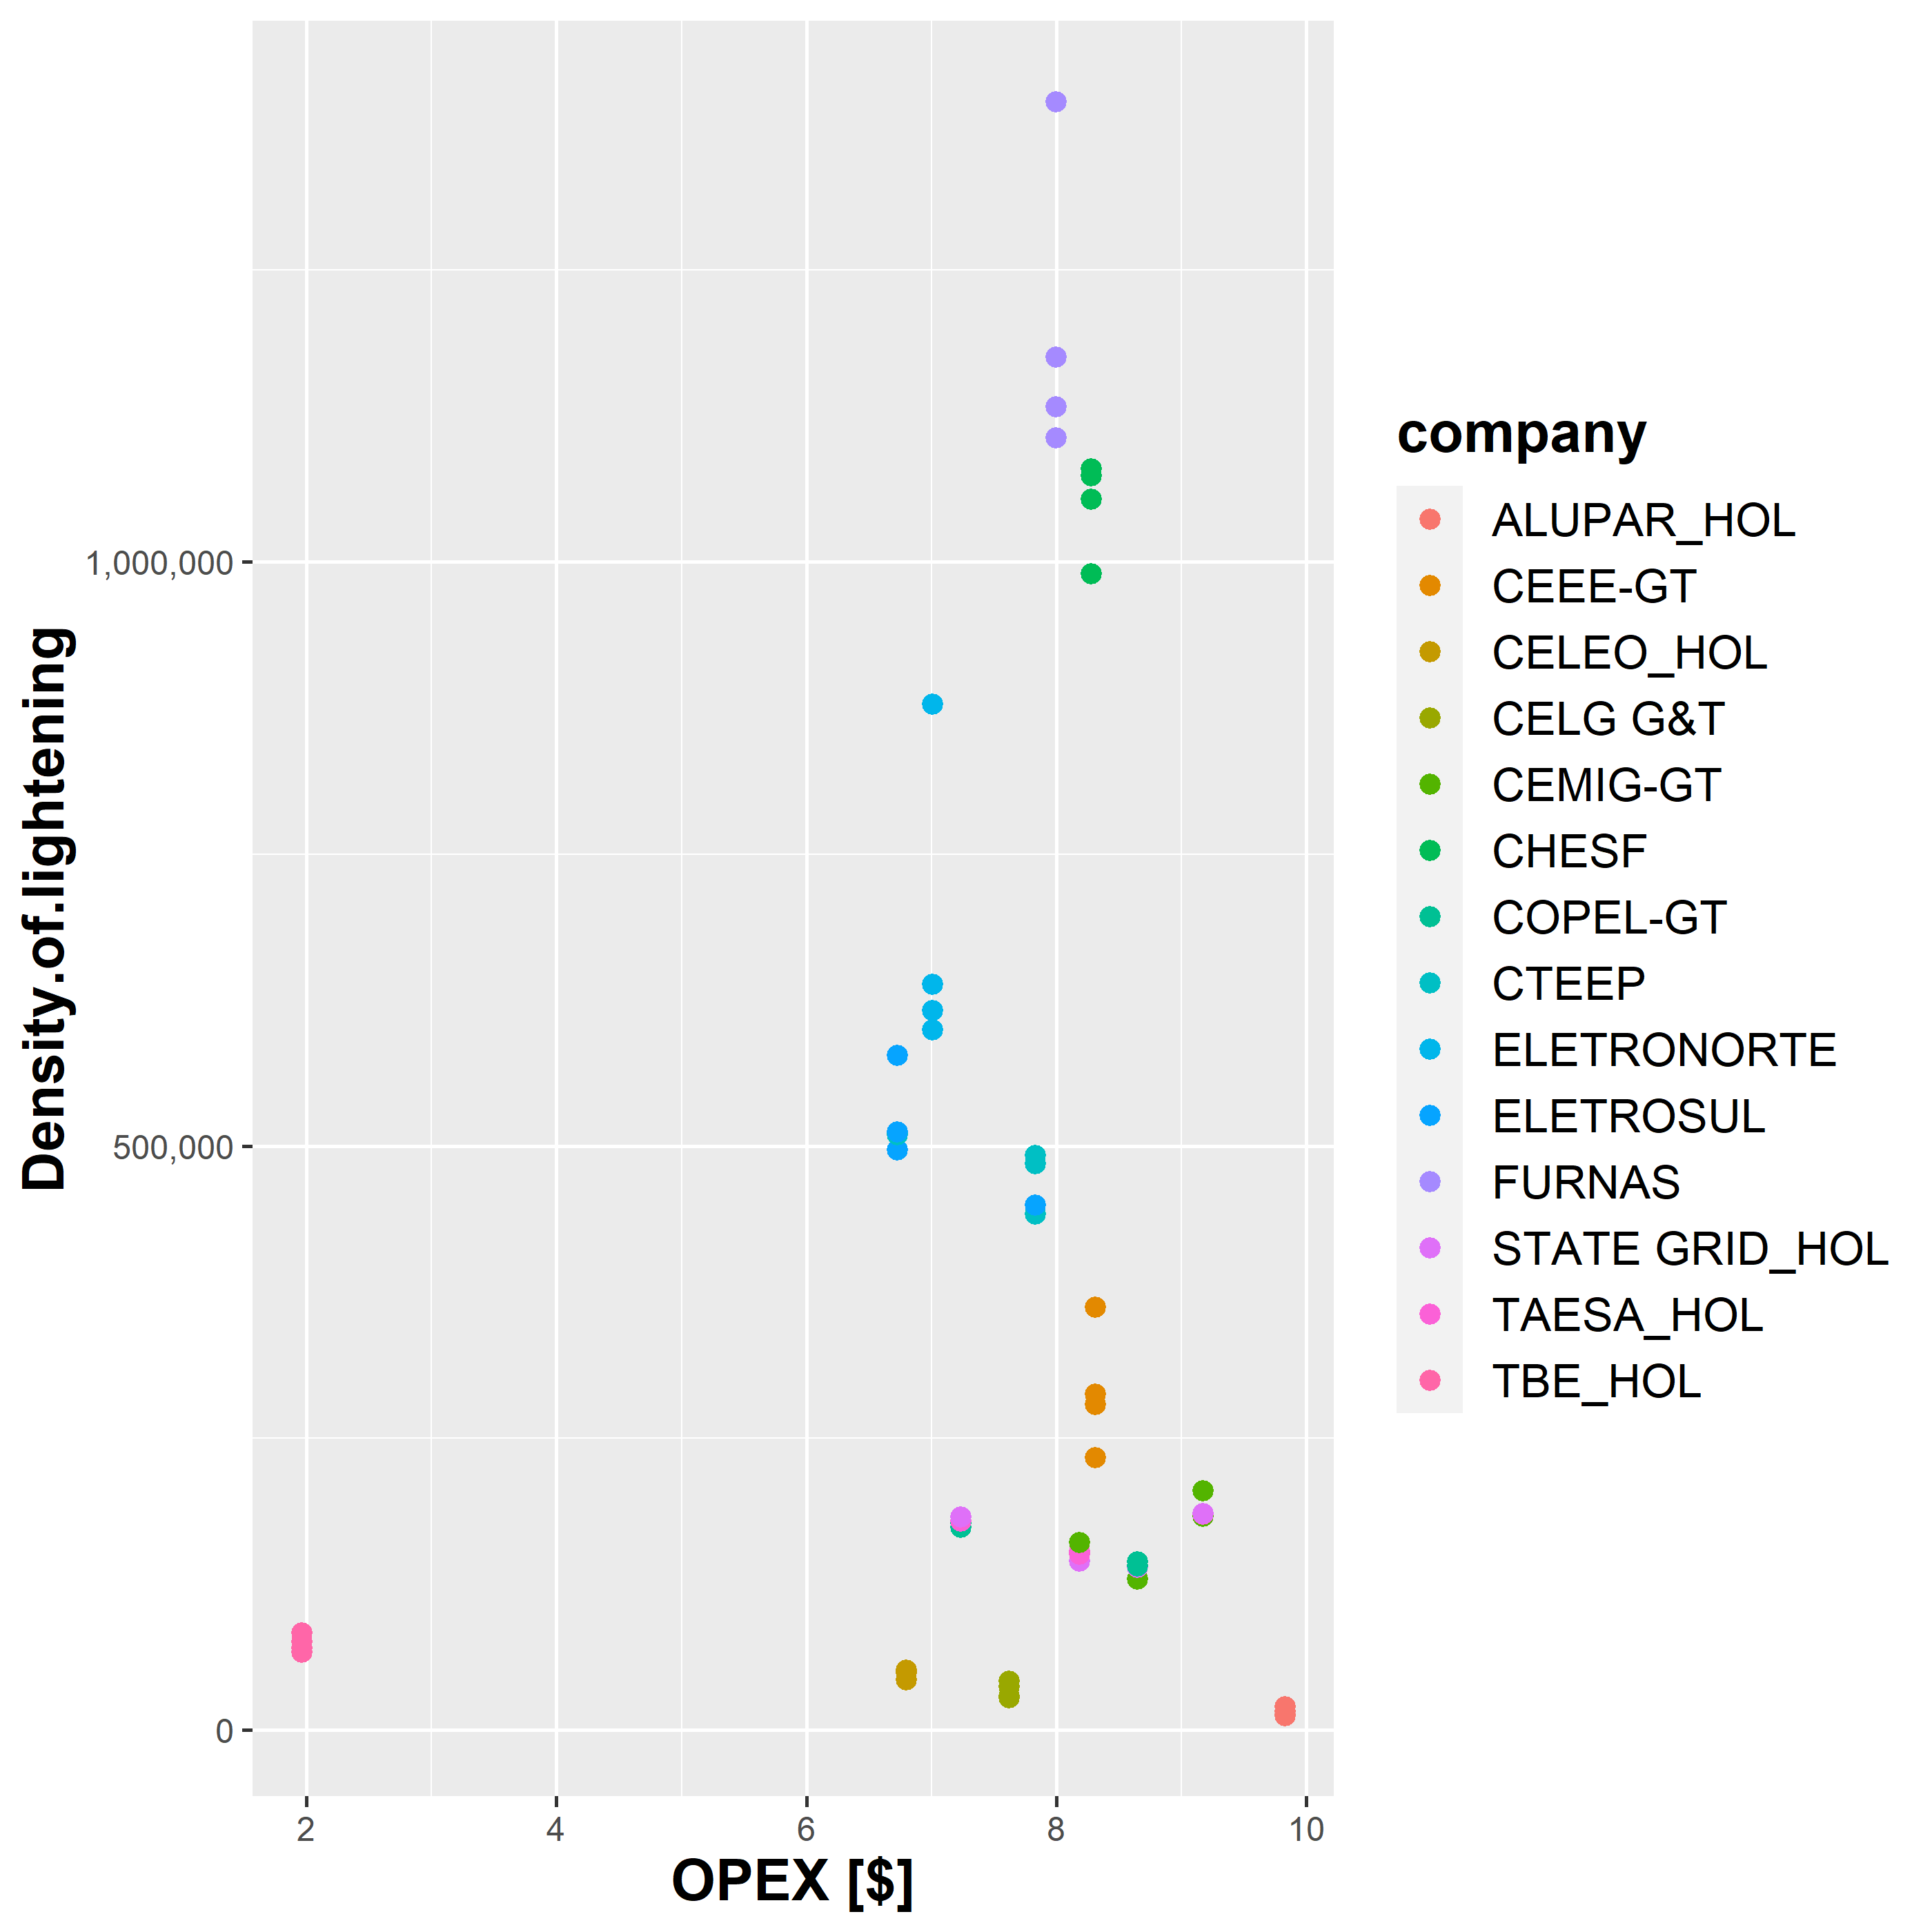 Density.of.lightening
1,000,000
500,000
0
2 4 6 8 10
OPEX [$]
company
ALUPAR_HOL
CEEE-GT
CELEO_HOL
CELG G&T
CEMIG-GT
CHESF
COPEL-GT
CTEEP
ELETRONORTE
ELETROSUL
FURNAS
STATE GRID_HOL
TAESA_HOL
TBE_HOL